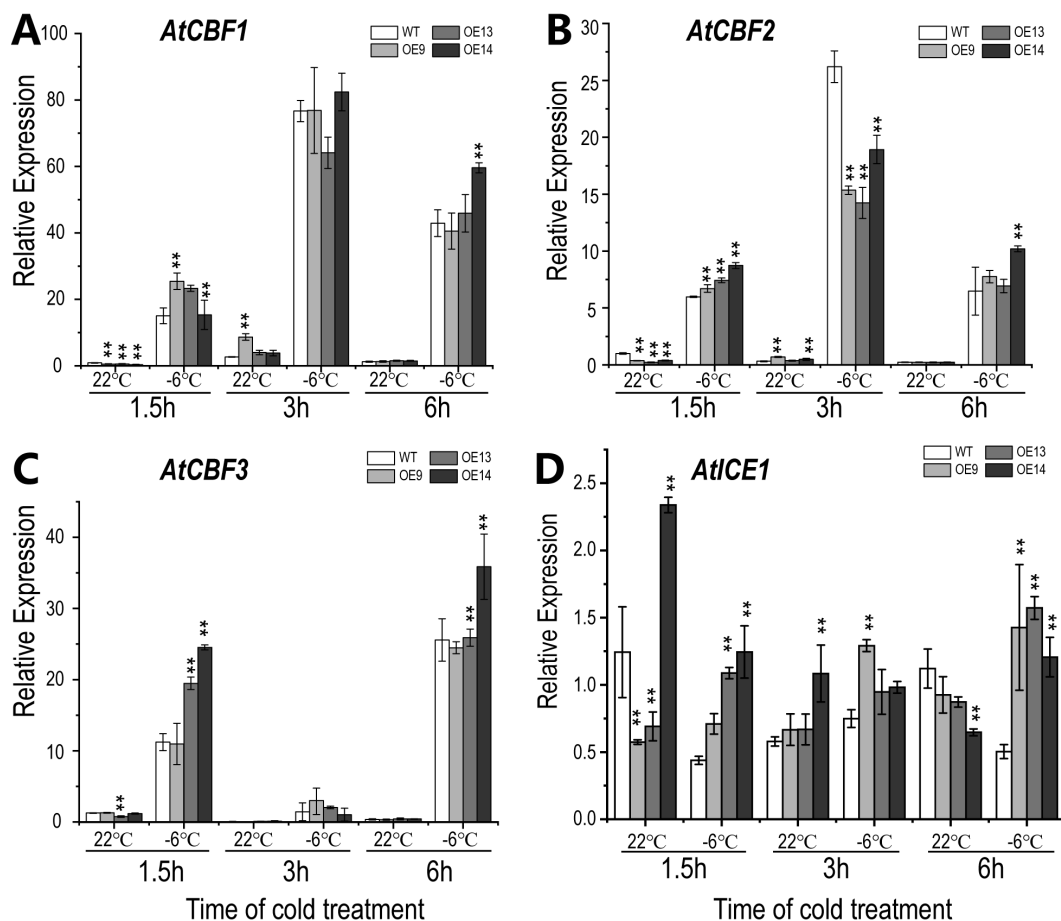 A
AtCBF1
WT
OE13
OE9
OE14
Relative Expression
100
80
60
40
20
0
** ** ** ** ** ** **
22°C -6°C 22°C -6°C 22°C -6°C
1.5h 3h 6h
B
AtCBF2
WT
OE13
OE9
OE14
Relative Expression
30
25
20
15
10
5
0
** ** ** ** ** ** ** ** ** ** ** **
22°C -6°C 22°C -6°C 22°C -6°C
1.5h 3h 6h
C
AtCBF3
WT
OE13
OE9
OE14
Relative Expression
40
30
20
10
0
** ** ** ** **
22°C -6°C 22°C -6°C 22°C -6°C
1.5h 3h 6h
Time of cold treatment
D
AtICE1
WT
OE13
OE9
OE14
Relative Expression
2.5
2.0
1.5
1.0
0.5
0.0
** ** ** ** ** ** ** ** ** ** **
22°C -6°C 22°C -6°C 22°C -6°C
1.5h 3h 6h
Time of cold treatment